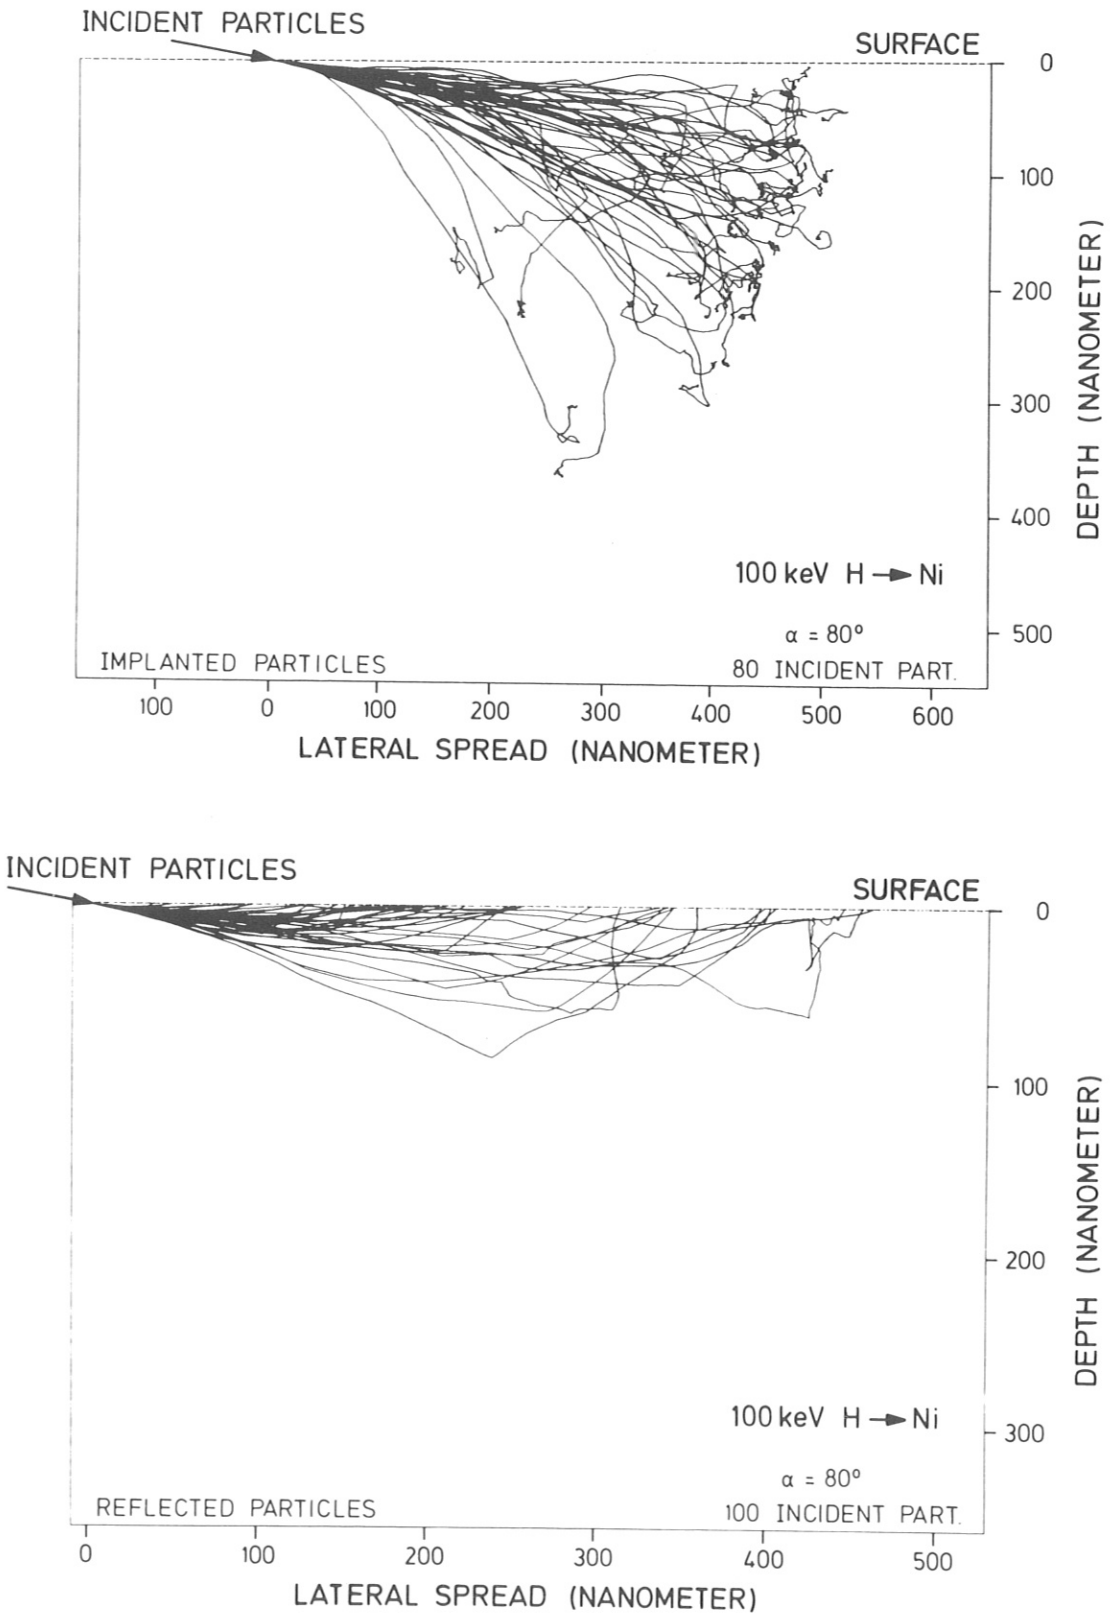 INCIDENT PARTICLES
SURFACE
0
100
200
300
400
500
DEPTH (NANOMETER)
100 keV H → Ni
α = 80°
IMPLANTED PARTICLES
80 INCIDENT PART.
100 0 100 200 300 400 500 600
LATERAL SPREAD (NANOMETER)
INCIDENT PARTICLES
SURFACE
0
100
200
300
DEPTH (NANOMETER)
100 keV H → Ni
α = 80°
REFLECTED PARTICLES
100 INCIDENT PART.
0 100 200 300 400 500
LATERAL SPREAD (NANOMETER)